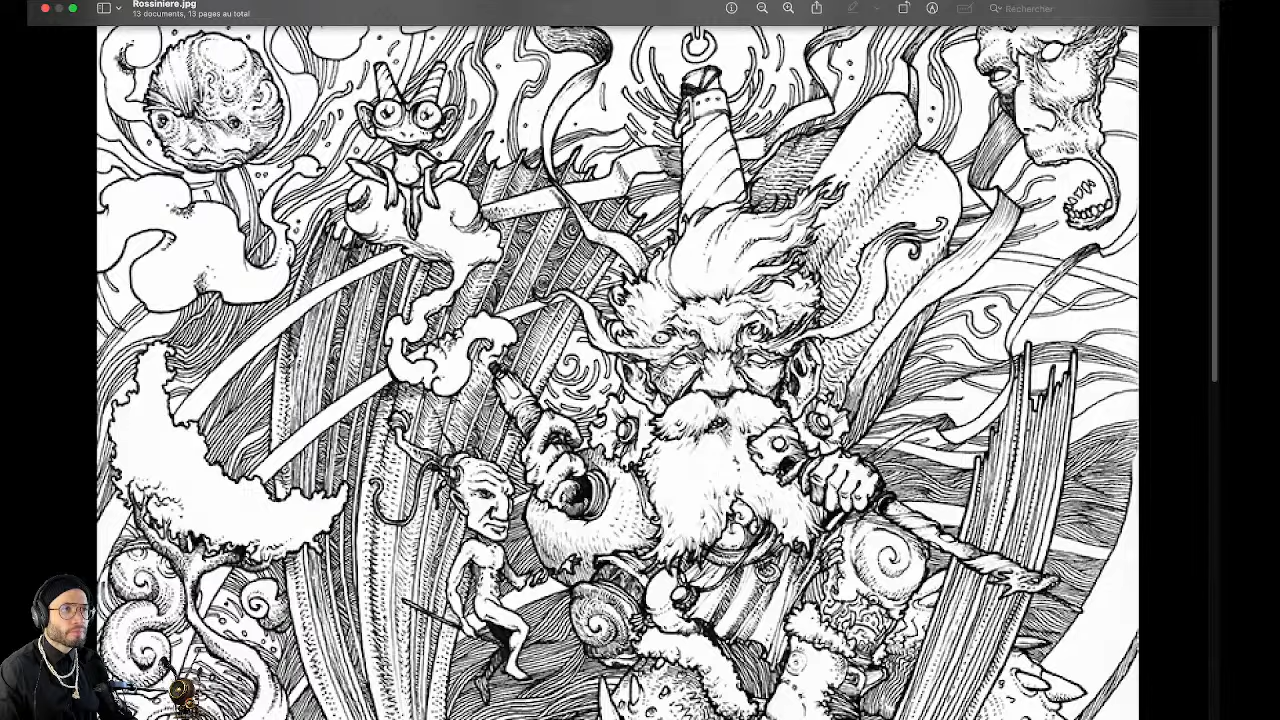 Rossiniere.jpg
13 documents, 13 pages au total
Rechercher